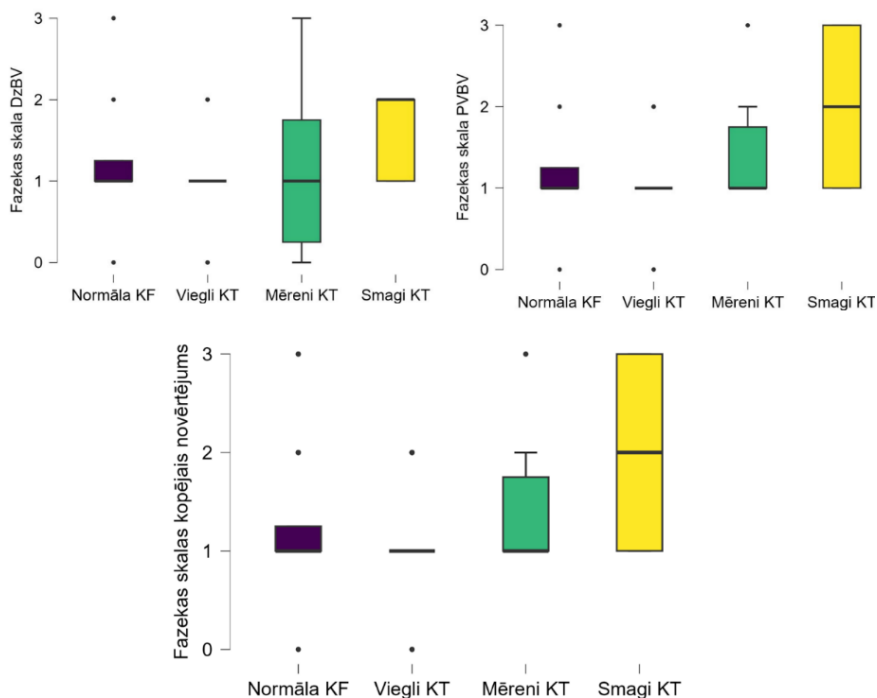 Fazekas skala DzBV
3
2
1
0
Normāla KF Viegli KT Mēreni KT Smagi KT
Fazekas skala PVBV
3
2
1
0
Normāla KF Viegli KT Mēreni KT Smagi KT
Fazekas skalas kopējais novērtējums
3
2
1
0
Normāla KF Viegli KT Mēreni KT Smagi KT